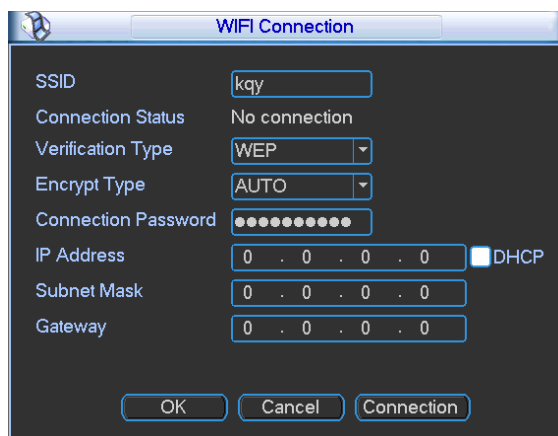 WIFI Connection
SSID kqy
Connection Status No connection
Verification Type WEP
Encrypt Type AUTO
Connection Password ●●●●●●●●●●
IP Address 0 . 0 . 0 . 0 DHCP
Subnet Mask 0 . 0 . 0 . 0
Gateway 0 . 0 . 0 . 0
OK Cancel Connection